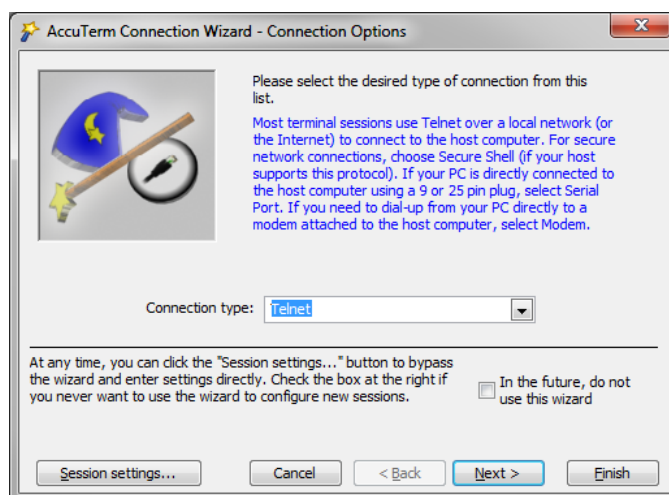 AccuTerm Connection Wizard - Connection Options
Please select the desired type of connection from this
list.
Most terminal sessions use Telnet over a local network (or
the Internet) to connect to the host computer. For secure
network connections, choose Secure Shell (if your host
supports this protocol). If your PC is directly connected to
the host computer using a 9 or 25 pin plug, select Serial
Port. If you need to dial-up from your PC directly to a
modem attached to the host computer, select Modem.
Connection type: Telnet
At any time, you can click the "Session settings..." button to bypass
the wizard and enter settings directly. Check the box at the right if
you never want to use the wizard to configure new sessions.
In the future, do not
use this wizard
Session settings... Cancel < Back Next > Finish